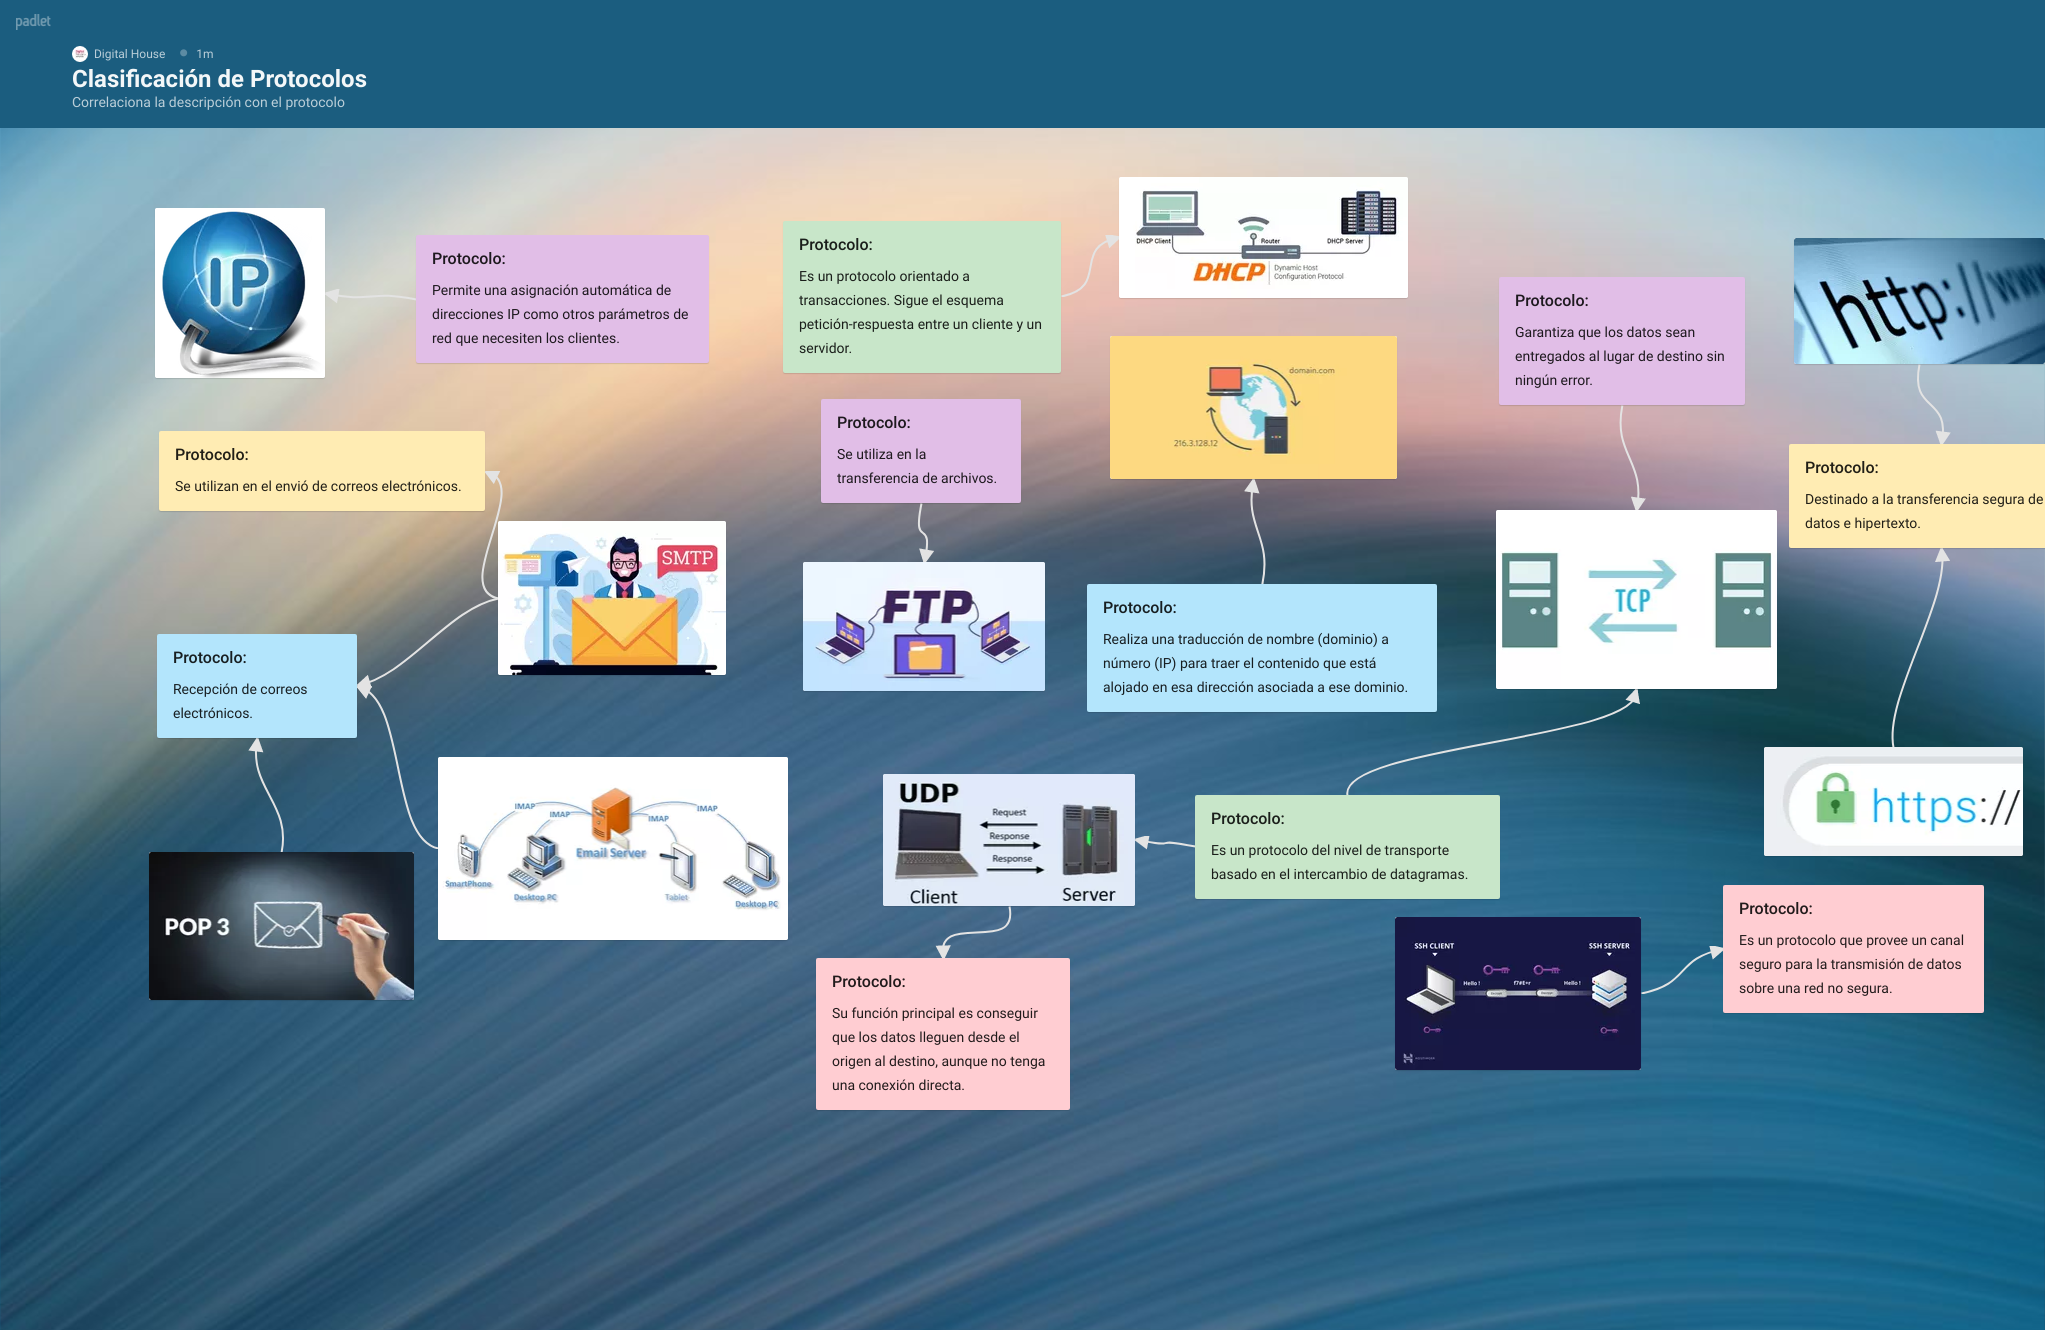 padlet
Digital House 1m
Clasificación de Protocolos
Correlaciona la descripción con el protocolo
IP
Protocolo:
Permite una asignación automática de
direcciones IP como otros parámetros de
red que necesiten los clientes.
Protocolo:
Es un protocolo orientado a
transacciones. Sigue el esquema
petición-respuesta entre un cliente y un
servidor.
DHCP Client
Router
DHCP Server
DHCP
Dynamic Host
Configuration Protocol
Protocolo:
Garantiza que los datos sean
entregados al lugar de destino sin
ningún error.
http://www
Protocolo:
Se utilizan en el envió de correos electrónicos.
Protocolo:
Se utiliza en la
transferencia de archivos.
domain.com
216.3.128.12
Protocolo:
Destinado a la transferencia segura de
datos e hipertexto.
SMTP
FTP
Protocolo:
Realiza una traducción de nombre (dominio) a
número (IP) para traer el contenido que está
alojado en esa dirección asociada a ese dominio.
TCP
Protocolo:
Recepción de correos
electrónicos.
IMAP
IMAP
IMAP
IMAP
Email Server
SmartPhone
Desktop PC
Tablet
Desktop PC
POP 3
UDP
Request
Response
Response
Client
Server
Protocolo:
Es un protocolo del nivel de transporte
basado en el intercambio de datagramas.
https://
Protocolo:
Es un protocolo que provee un canal
seguro para la transmisión de datos
sobre una red no segura.
SSH CLIENT
SSH SERVER
Hello !
Hello !
Protocolo:
Su función principal es conseguir
que los datos lleguen desde el
origen al destino, aunque no tenga
una conexión directa.